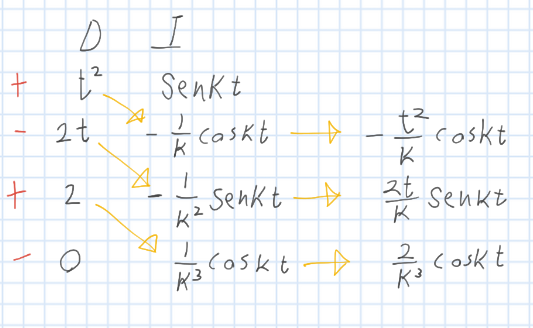 D I
+ t² SenKt
- 2t -1/K cosKt → -t²/K cosKt
+ 2 -1/K² SenKt → 2t/K SenKt
- 0 1/K³ cosKt → 2/K³ cosKt